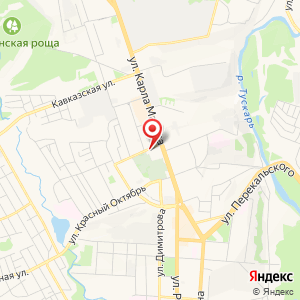 нская роща
Кавказская ул.
ул. Карла М
р. Тускарь
ул. Красный Октябрь
ул. Перекальского
ул. Димитрова
ная ул.
ул. Р
Яндекс
© Яндекс